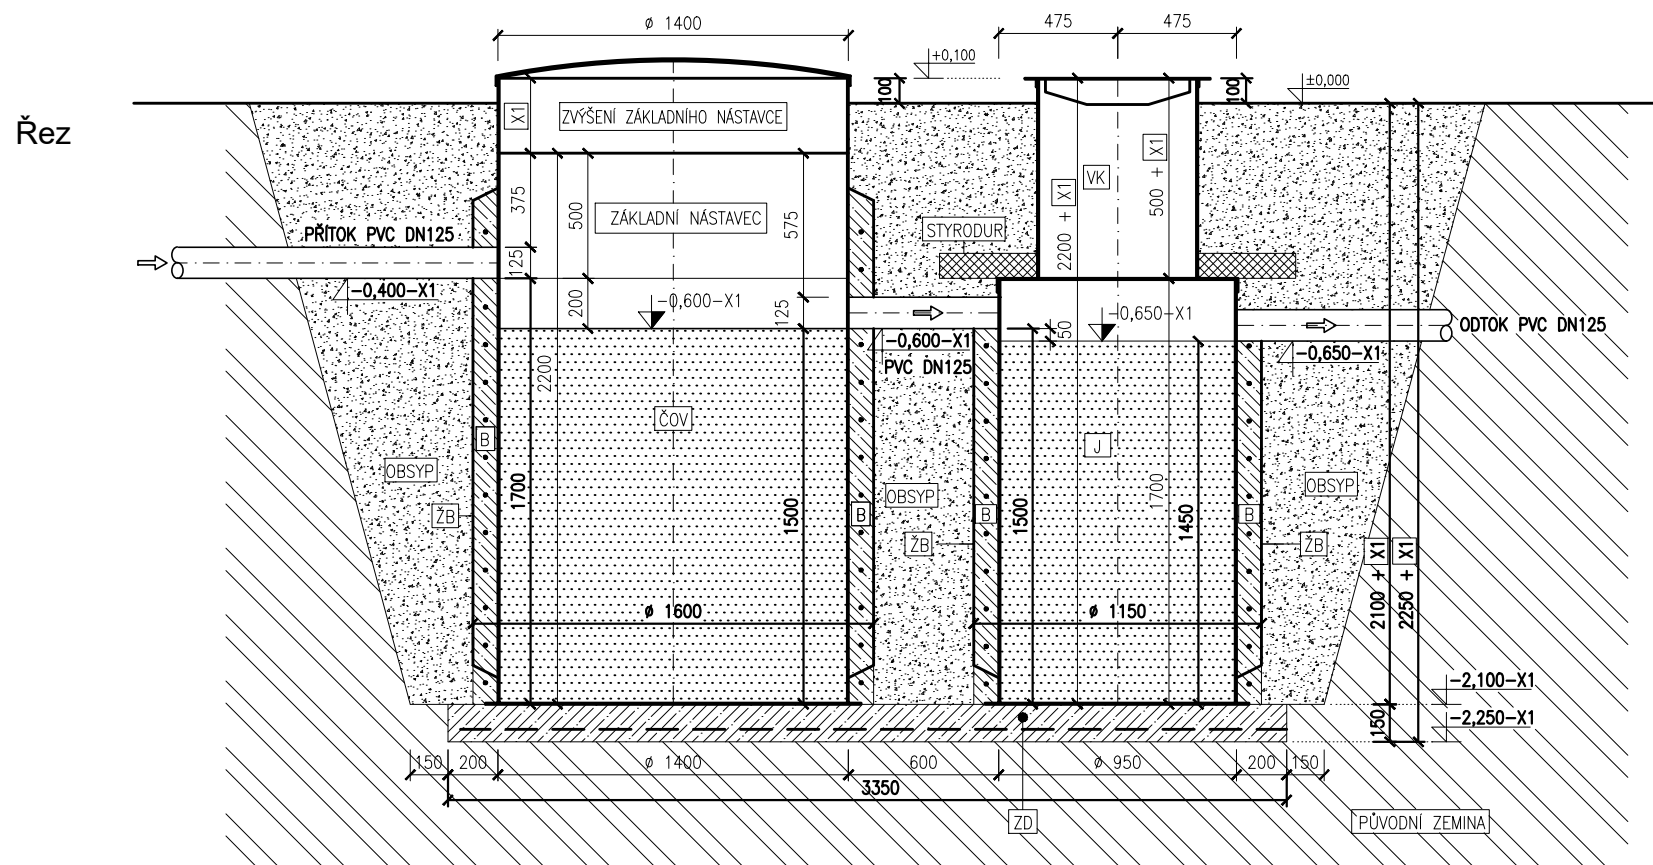 Řez
ø 1400
475
475
+0,100
±0,000
100
100
X1
ZVÝŠENÍ ZÁKLADNÍHO NÁSTAVCE
VK
500 + X1
2200 + X1
375
500
575
ZÁKLADNÍ NÁSTAVEC
STYRODUR
PŘÍTOK PVC DN125
125
-0,400-X1
200
-0,600-X1
125
-0,650-X1
ODTOK PVC DN125
50
-0,600-X1
PVC DN125
-0,650-X1
2200
ČOV
B
J
OBSYP
1700
1500
OBSYP
1500
1700
1450
OBSYP
ŽB
B
B
B
ŽB
ŽB
2100 + X1
2250 + X1
ø 1600
ø 1150
-2,100-X1
150
-2,250-X1
150
200
ø 1400
600
ø 950
200
150
3350
ZD
PŮVODNÍ ZEMINA